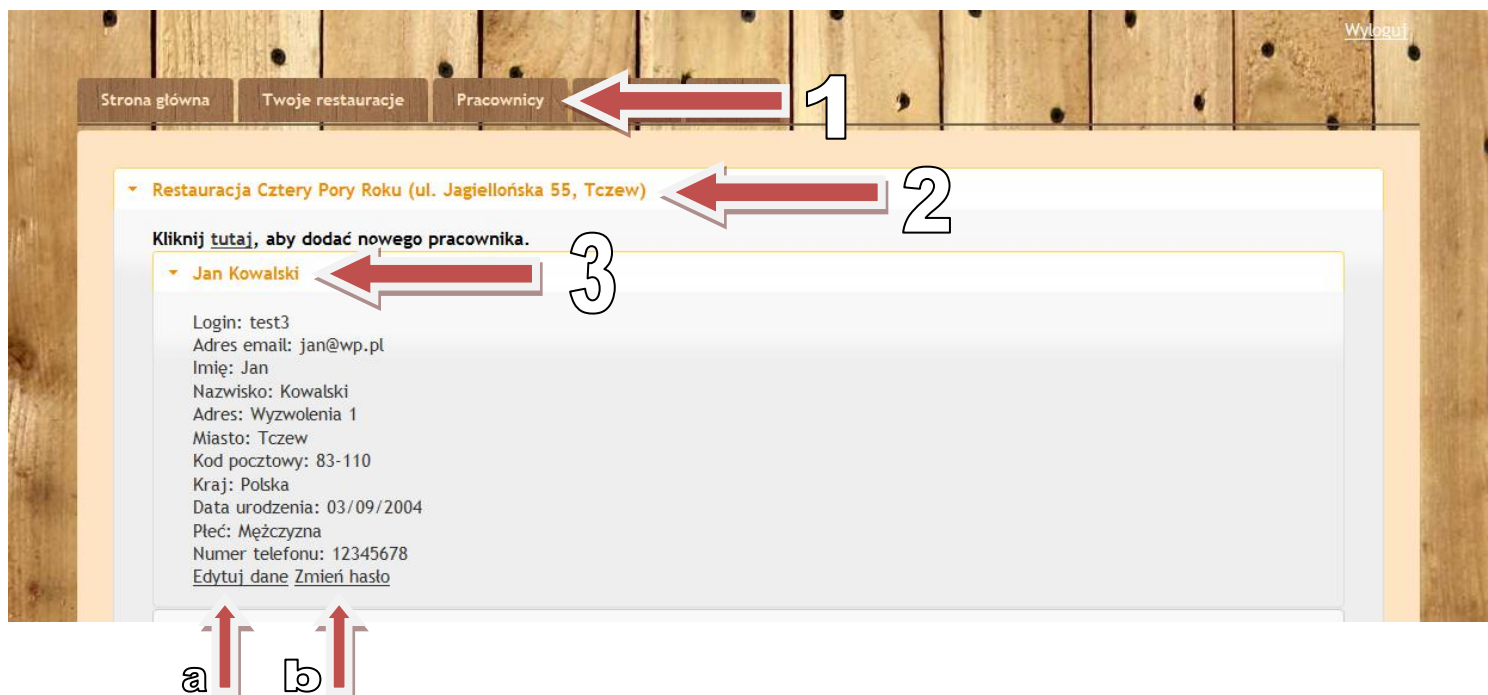 Wyloguj
Strona główna Twoje restauracje Pracownicy 1
Restauracja Cztery Pory Roku (ul. Jagiellońska 55, Tczew) 2
Kliknij tutaj, aby dodać nowego pracownika.
Jan Kowalski 3
Login: test3
Adres email: jan@wp.pl
Imię: Jan
Nazwisko: Kowalski
Adres: Wyzwolenia 1
Miasto: Tczew
Kod pocztowy: 83-110
Kraj: Polska
Data urodzenia: 03/09/2004
Płeć: Mężczyzna
Numer telefonu: 12345678
Edytuj dane Zmień hasło
a b